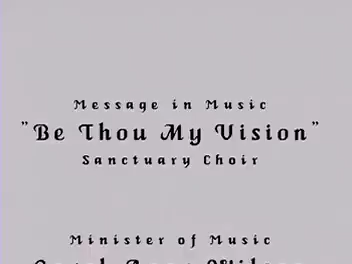 Message in Music
"Be Thou My Vision"
Sanctuary Choir
Minister of Music